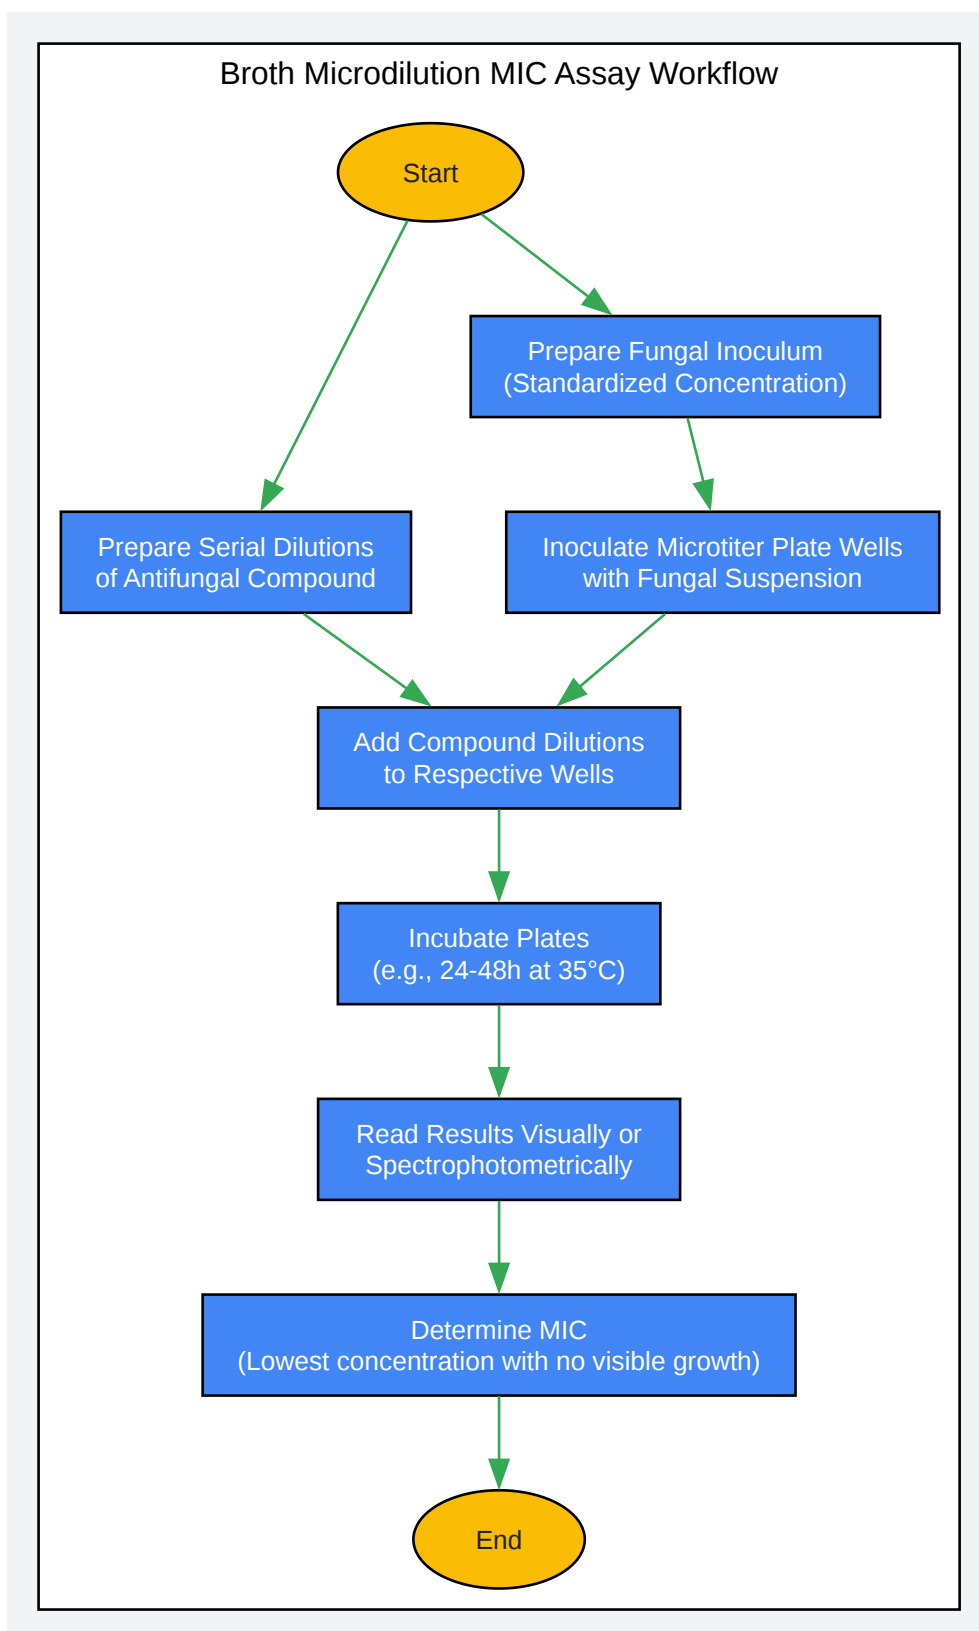 Broth Microdilution MIC Assay Workflow
Start
Prepare Fungal Inoculum
(Standardized Concentration)
Prepare Serial Dilutions
of Antifungal Compound
Inoculate Microtiter Plate Wells
with Fungal Suspension
Add Compound Dilutions
to Respective Wells
Incubate Plates
(e.g., 24-48h at 35°C)
Read Results Visually or
Spectrophotometrically
Determine MIC
(Lowest concentration with no visible growth)
End